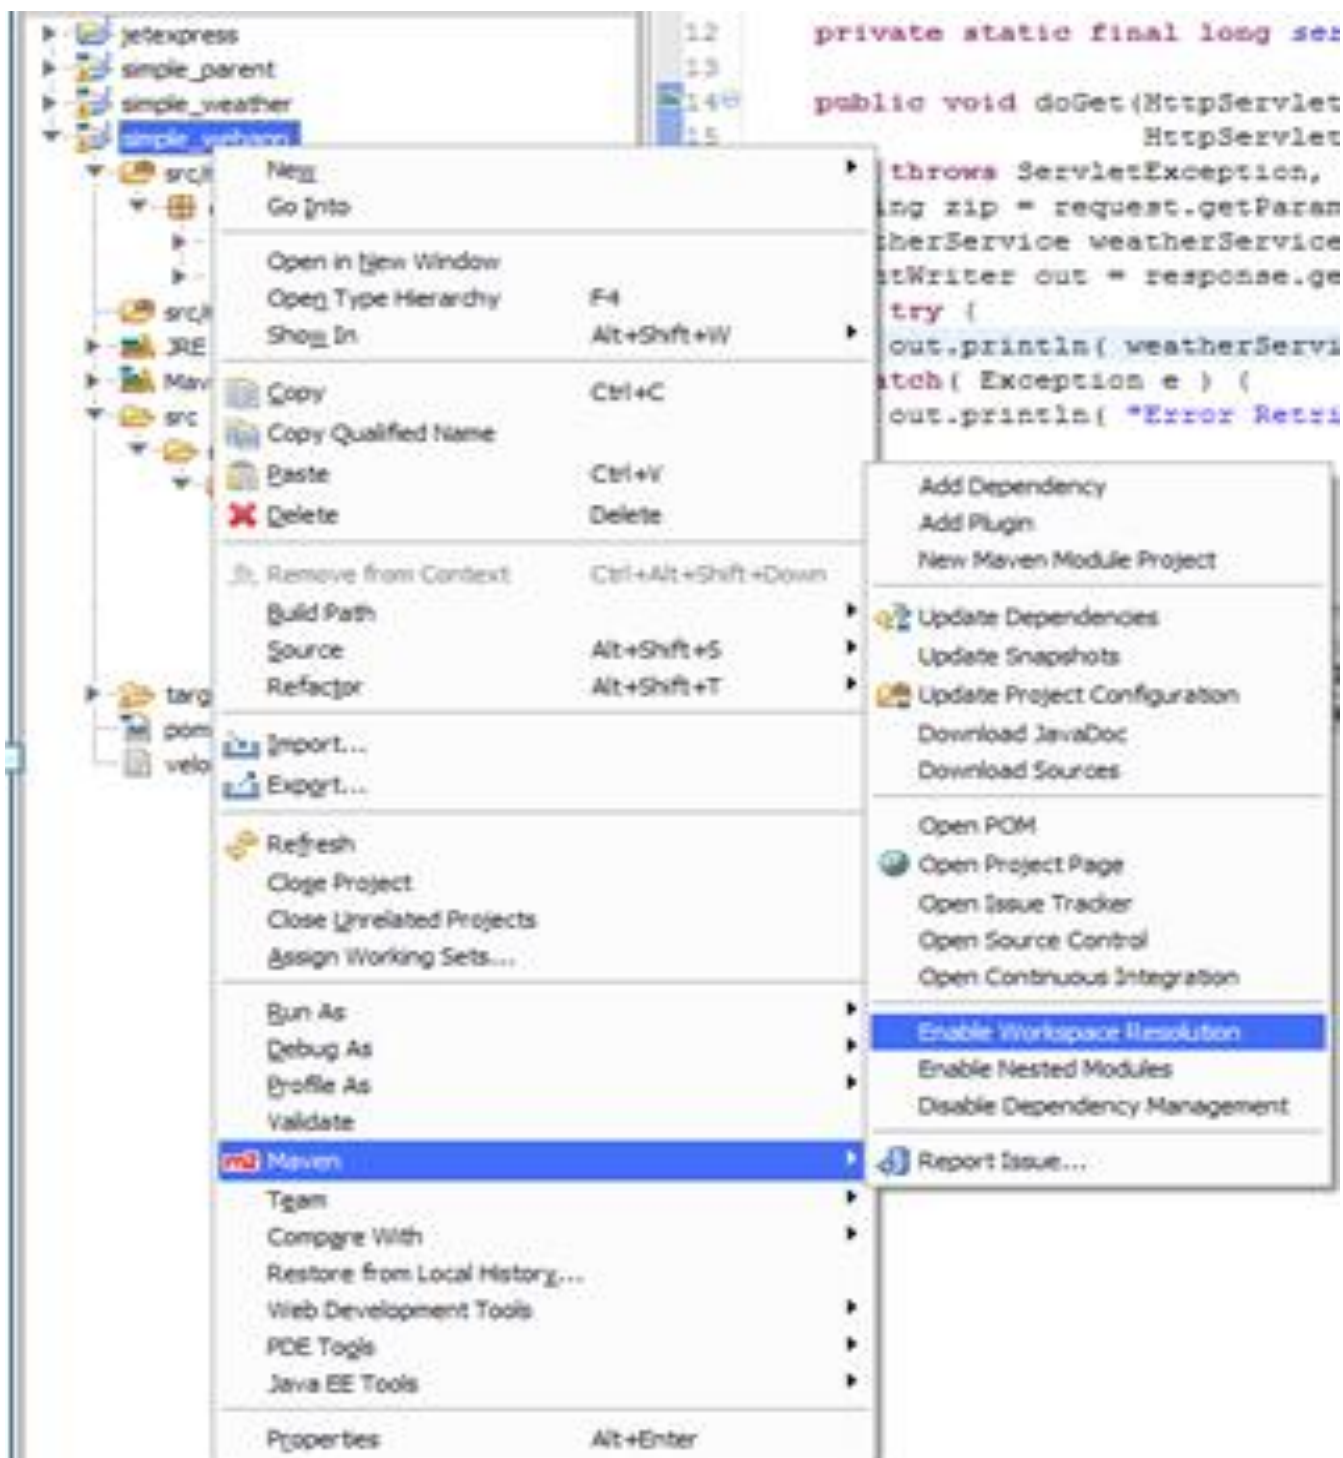 jetexpress
simple_parent
simple_weather
simple_webapp
src/
src/
JRE
Mav
src
targ
pom
velo
12 private static final long ser
13
14 public void doGet(HttpServlet
15 HttpServlet
throws ServletException,
ing zip = request.getParam
herService weatherService
ntWriter out = response.ge
try {
out.println( weatherServi
tch( Exception e ) {
out.println( "Error Retri
New
Go Into
Open in New Window
Open Type Hierarchy F4
Show In Alt+Shift+W
Copy Ctrl+C
Copy Qualified Name
Paste Ctrl+V
Delete Delete
Remove from Context Ctrl+Alt+Shift+Down
Build Path
Source Alt+Shift+S
Refactor Alt+Shift+T
Import...
Export...
Refresh
Close Project
Close Unrelated Projects
Assign Working Sets...
Run As
Debug As
Profile As
Validate
m2 Maven
Team
Compare With
Restore from Local History...
Web Development Tools
PDE Tools
Java EE Tools
Properties Alt+Enter
Add Dependency
Add Plugin
New Maven Module Project
Update Dependencies
Update Snapshots
Update Project Configuration
Download JavaDoc
Download Sources
Open POM
Open Project Page
Open Issue Tracker
Open Source Control
Open Continuous Integration
Enable Workspace Resolution
Enable Nested Modules
Disable Dependency Management
Report Issue...